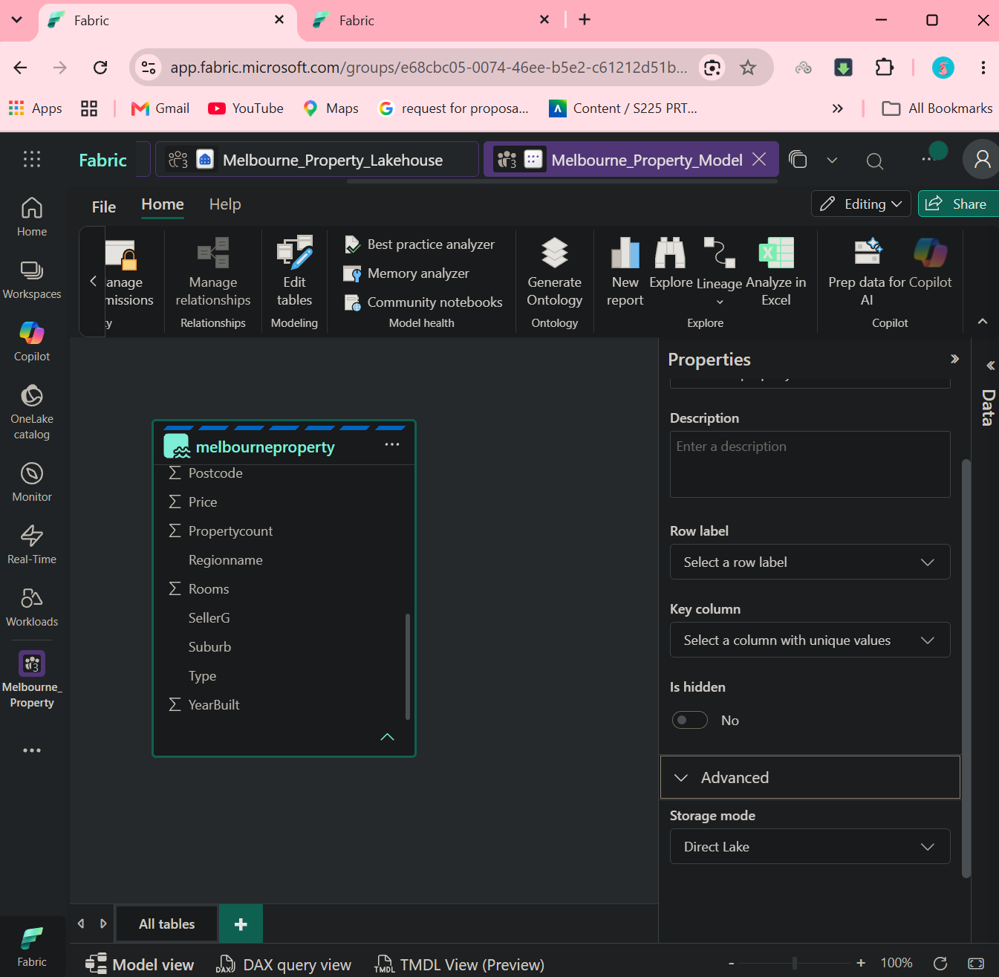 Fabric
Fabric
app.fabric.microsoft.com/groups/e68cbc05-0074-46ee-b5e2-c61212d51b...
Apps
Gmail
YouTube
Maps
request for proposa...
Content / S225 PRT...
All Bookmarks
Fabric
3
Melbourne_Property_Lakehouse
3
Melbourne_Property_Model
File
Home
Help
Editing
Share
Home
Workspaces
Copilot
OneLake
catalog
Monitor
Real-Time
Workloads
3
Melbourne_
Property
Fabric
anage
missions
ty
Manage
relationships
Relationships
Edit
tables
Modeling
Best practice analyzer
Memory analyzer
Community notebooks
Model health
Generate
Ontology
Ontology
New
report
Explore
Lineage
Analyze in
Excel
Explore
Prep data for
AI
Copilot
Copilot
melbourneproperty
Postcode
Price
Propertycount
Regionname
Rooms
SellerG
Suburb
Type
YearBuilt
Properties
Description
Enter a description
Row label
Select a row label
Key column
Select a column with unique values
Is hidden
No
Advanced
Storage mode
Direct Lake
Data
All tables
Model view
DAX
DAX query view
TMDL
TMDL View (Preview)
- + 100%